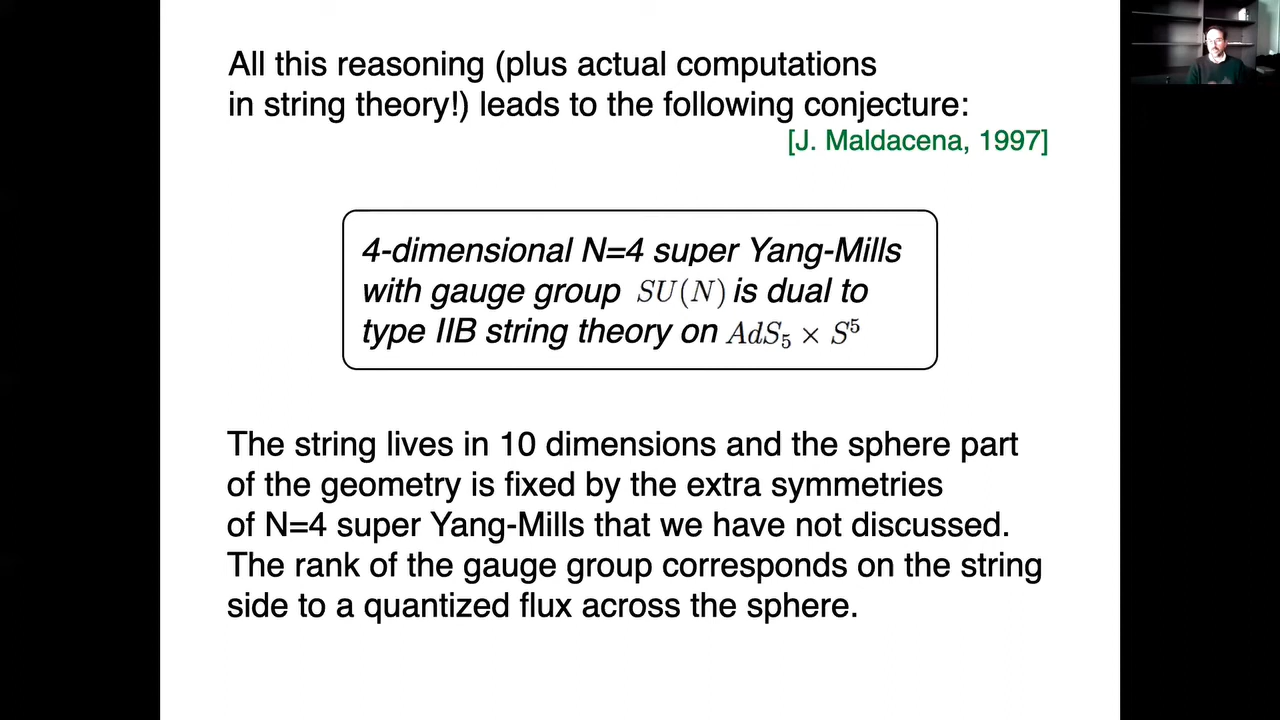 All this reasoning (plus actual computations
in string theory!) leads to the following conjecture:
[J. Maldacena, 1997]
4-dimensional N=4 super Yang-Mills
with gauge group SU(N) is dual to
type IIB string theory on AdS₅ × S⁵
The string lives in 10 dimensions and the sphere part
of the geometry is fixed by the extra symmetries
of N=4 super Yang-Mills that we have not discussed.
The rank of the gauge group corresponds on the string
side to a quantized flux across the sphere.